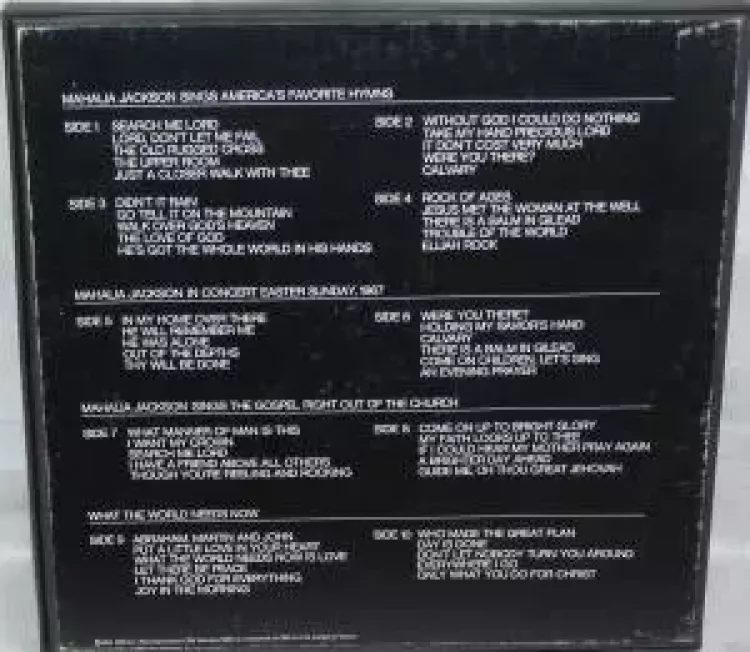 MAHALIA JACKSON SINGS AMERICA'S FAVORITE HYMNS
SIDE 1 SEARCH ME LORD
LORD, DON'T LET ME FAIL
THE OLD RUGGED CROSS
THE UPPER ROOM
JUST A CLOSER WALK WITH THEE
SIDE 2 WITHOUT GOD I COULD DO NOTHING
TAKE MY HAND PRECIOUS LORD
IT DON'T COST VERY MUCH
WERE YOU THERE?
CALVARY
SIDE 3 DIDN'T IT RAIN
GO TELL IT ON THE MOUNTAIN
WALK OVER GOD'S HEAVEN
THE LOVE OF GOD
HE'S GOT THE WHOLE WORLD IN HIS HANDS
SIDE 4 ROCK OF AGES
JESUS MET THE WOMAN AT THE WELL
THERE IS A BALM IN GILEAD
TROUBLE OF THE WORLD
ELIJAH ROCK
MAHALIA JACKSON IN CONCERT EASTER SUNDAY, 1967
SIDE 5 IN MY HOME OVER THERE
HE WILL REMEMBER ME
HE WAS ALONE
OUT OF THE DEPTHS
THY WILL BE DONE
SIDE 6 WERE YOU THERE?
HOLDING MY SAVIOR'S HAND
CALVARY
THERE IS A BALM IN GILEAD
COME ON CHILDREN, LET'S SING
AN EVENING PRAYER
MAHALIA JACKSON SINGS THE GOSPEL RIGHT OUT OF THE CHURCH
SIDE 7 WHAT MANNER OF MAN IS THIS
I WANT MY CROWN
SEARCH ME LORD
I HAVE A FRIEND ABOVE ALL OTHERS
THOUGH YOU'RE REELING AND ROCKING
SIDE 8 COME ON UP TO BRIGHT GLORY
MY FAITH LOOKS UP TO THEE
IF I COULD HEAR MY MOTHER PRAY AGAIN
A BRIGHTER DAY AHEAD
GUIDE ME, OH THOU GREAT JEHOVAH
WHAT THE WORLD NEEDS NOW
SIDE 9 ABRAHAM, MARTIN AND JOHN
PUT A LITTLE LOVE IN YOUR HEART
WHAT THE WORLD NEEDS NOW IS LOVE
LET THERE BE PEACE
I THANK GOD FOR EVERYTHING
JOY IN THE MORNING
SIDE 10 WHO MADE THE GREAT PLAN
DAY IS DONE
DON'T LET NOBODY TURN YOU AROUND
EVERYWHERE I GO
ONLY WHAT YOU DO FOR CHRIST